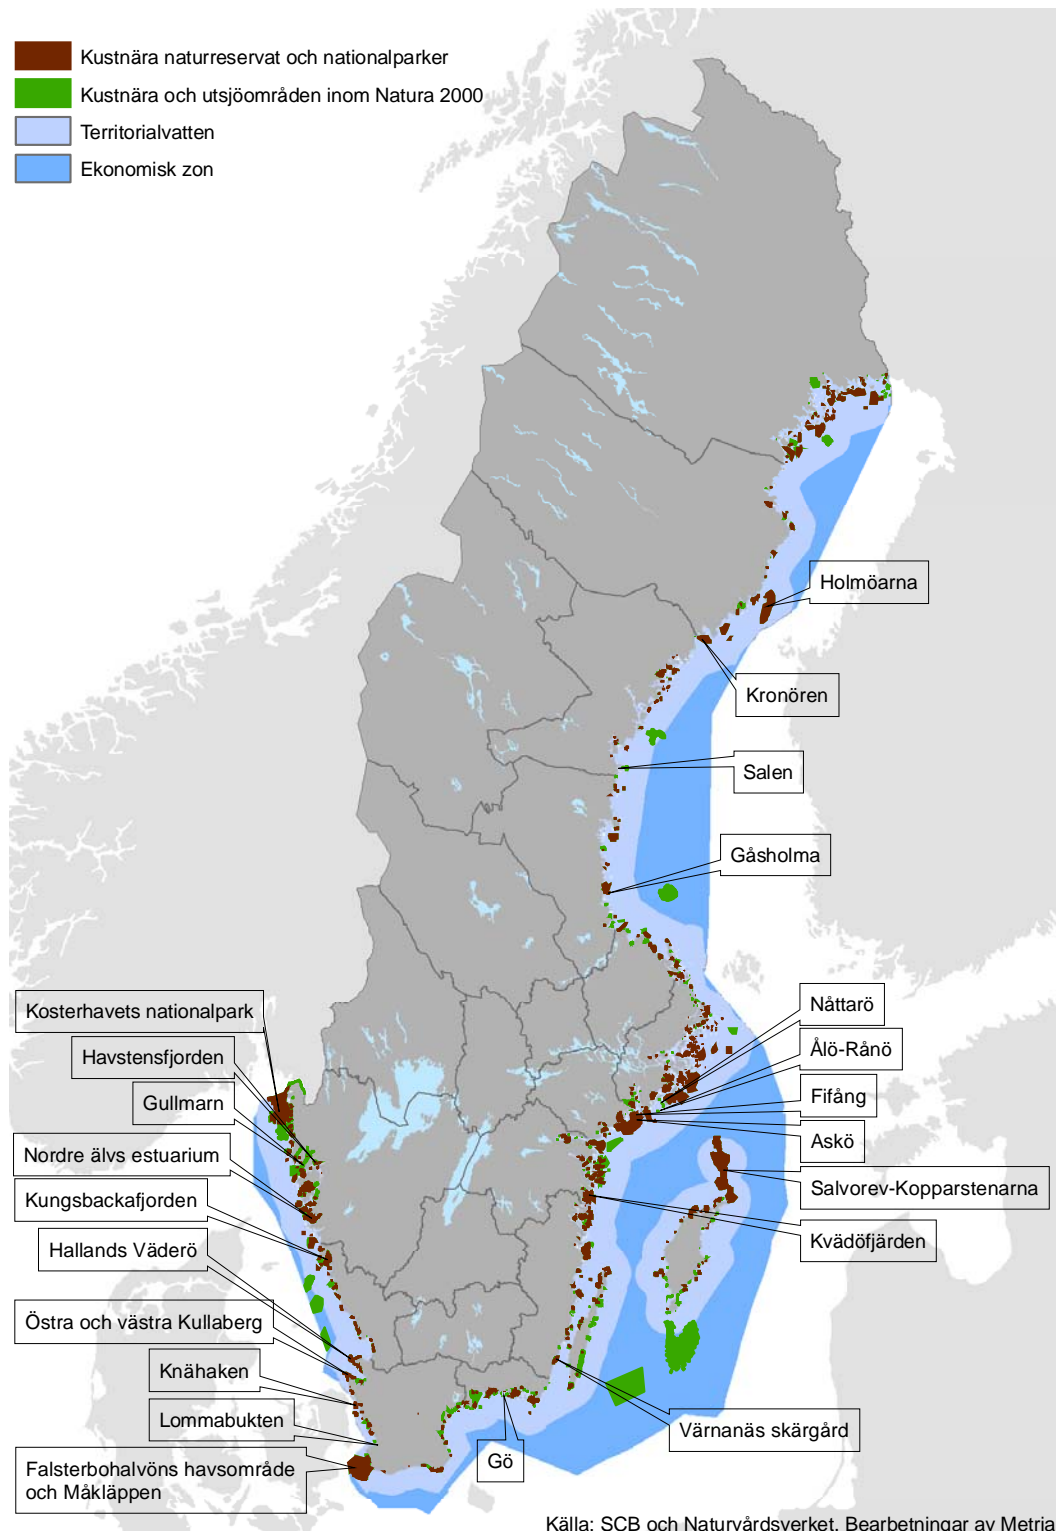 Kustnära naturreservat och nationalparker
Kustnära och utsjöområden inom Natura 2000
Territorialvatten
Ekonomisk zon
Holmöarna
Kronören
Salen
Gåsholma
Kosterhavets nationalpark
Havstensfjorden
Gullmarn
Nordre älvs estuarium
Kungsbackafjorden
Hallands Väderö
Östra och västra Kullaberg
Knähaken
Lommabukten
Falsterbohalvöns havsområde
och Måkläppen
Nåttarö
Ålö-Rånö
Fifång
Askö
Salvorev-Kopparstenarna
Kvädöfjärden
Värnanäs skärgård
Gö
Källa: SCB och Naturvårdsverket. Bearbetningar av Metria